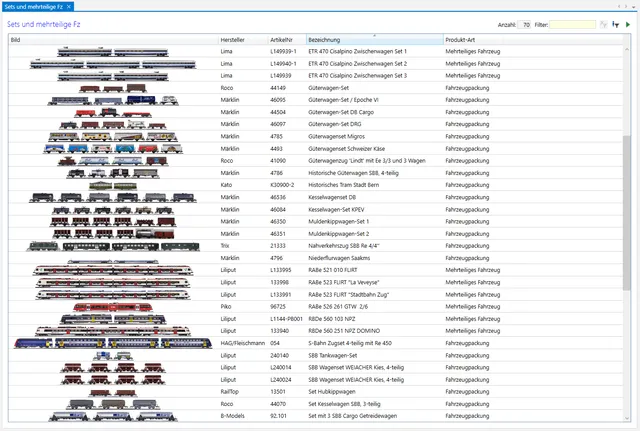 Sets und mehrteilige Fz
Sets und mehrteilige Fz Anzahl: 70 Filter:
Bild Hersteller ArtikelNr Bezeichnung Produkt-Art
Lima L149939-1 ETR 470 Cisalpino Zwischenwagen Set 1 Mehrteiliges Fahrzeug
Lima L149940-1 ETR 470 Cisalpino Zwischenwagen Set 2 Mehrteiliges Fahrzeug
Lima L149939 ETR 470 Cisalpino Zwischenwagen Set 3 Mehrteiliges Fahrzeug
Roco 44149 Güterwagen-Set Fahrzeugpackung
Märklin 46095 Güterwagen-Set / Epoche VI Fahrzeugpackung
Märklin 44504 Güterwagen-Set DB Cargo Fahrzeugpackung
Märklin 46097 Güterwagen-Set DRG Fahrzeugpackung
Märklin 4785 Güterwagenset Migros Fahrzeugpackung
Märklin 4493 Güterwagenset Schweizer Käse Fahrzeugpackung
Roco 41090 Güterwagenzug 'Lindt' mit Ee 3/3 und 3 Wagen Fahrzeugpackung
Märklin 4786 Historische Güterwagen SBB, 4-teilig Fahrzeugpackung
Kato K30900-2 Historisches Tram Stadt Bern Fahrzeugpackung
Märklin 46536 Kesselwagenset DB Fahrzeugpackung
Märklin 46084 Kesselwagen-Set KPEV Fahrzeugpackung
Märklin 46350 Muldenkippwagen-Set 1 Fahrzeugpackung
Märklin 46351 Muldenkippwagen-Set 2 Fahrzeugpackung
Trix 21333 Nahverkehrszug SBB Re 4/4" Fahrzeugpackung
Märklin 4796 Niederflurwagen Saakms Fahrzeugpackung
Liliput L133995 RABe 521 010 FLIRT Mehrteiliges Fahrzeug
Liliput 133998 RABe 523 FLIRT "La Veveyse" Mehrteiliges Fahrzeug
Liliput L133991 RABe 523 FLIRT "Stadtbahn Zug" Mehrteiliges Fahrzeug
Piko 96725 RABe 526 261 GTW 2/6 Mehrteiliges Fahrzeug
Liliput L1144-P8001 RBDe 560 103 NPZ Mehrteiliges Fahrzeug
Liliput 133940 RBDe 560 251 NPZ DOMINO Mehrteiliges Fahrzeug
HAG/Fleischmann 054 S-Bahn Zugset 4-teilig mit Re 450 Fahrzeugpackung
Liliput 240140 SBB Tankwagen-Set Fahrzeugpackung
Liliput L240014 SBB Wagenset WEIACHER Kies, 4-teilig Fahrzeugpackung
Liliput L240024 SBB Wagenset WEIACHER Kies, 4-teilig Fahrzeugpackung
RailTop 13501 Set Hubkippwagen Fahrzeugpackung
Roco 44070 Set Kesselwagen SBB, 3-teilig Fahrzeugpackung
B-Models 92.101 Set mit 3 SBB Cargo Getreidewagen Fahrzeugpackung